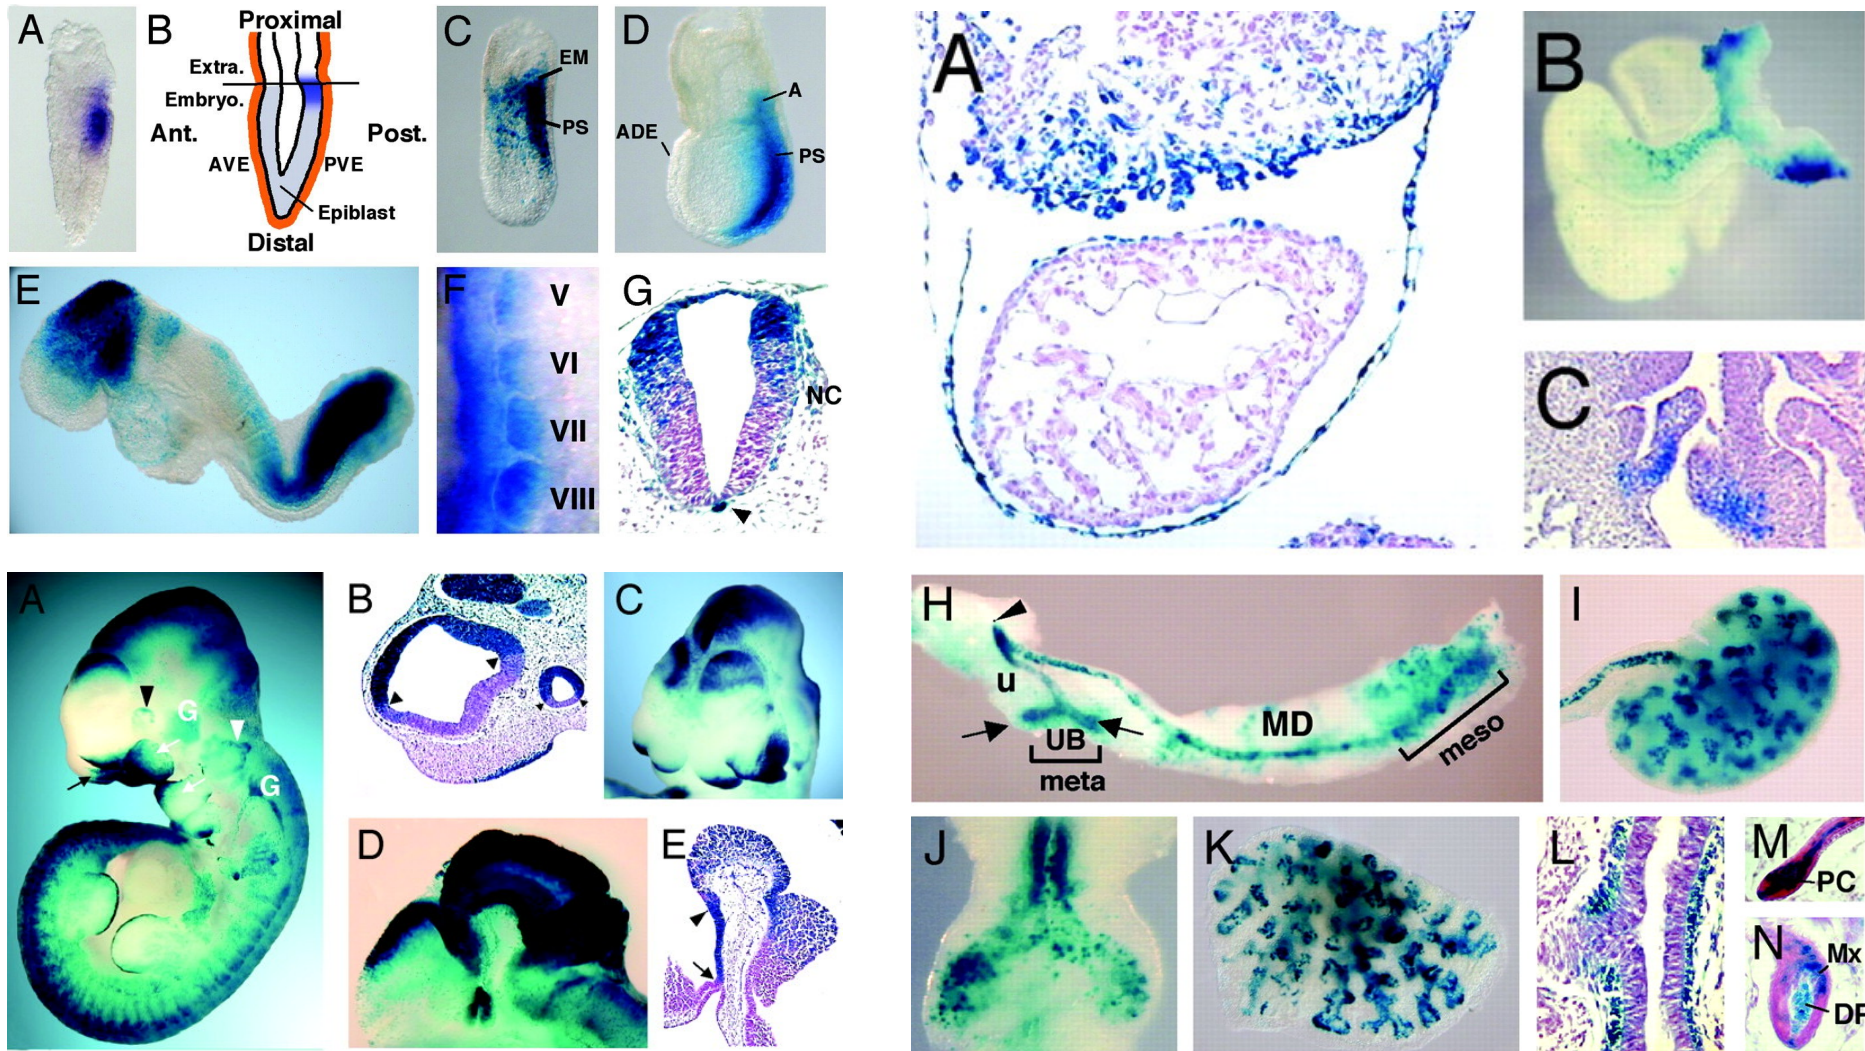 A
B
Proximal
Extra.
Embryo.
Ant.
Post.
AVE
PVE
Epiblast
Distal
C
EM
PS
D
A
ADE
PS
E
F
V
VI
VII
VIII
G
NC
A
B
C
A
G
G
B
C
D
E
H
u
UB
meta
MD
meso
I
J
K
L
M
PC
N
Mx
DP